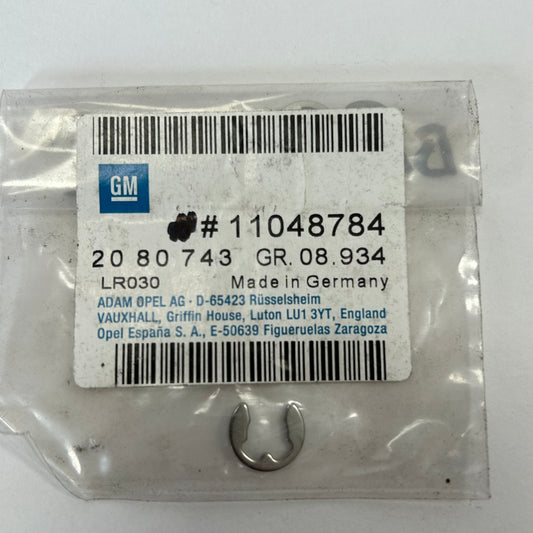 GM
# 11048784
20 80 743 GR. 08.934
LR030 Made in Germany
ADAM OPEL AG · D-65423 Rüsselsheim
VAUXHALL, Griffin House, Luton LU1 3YT, England
Opel España S. A., E-50639 Figueruelas Zaragoza